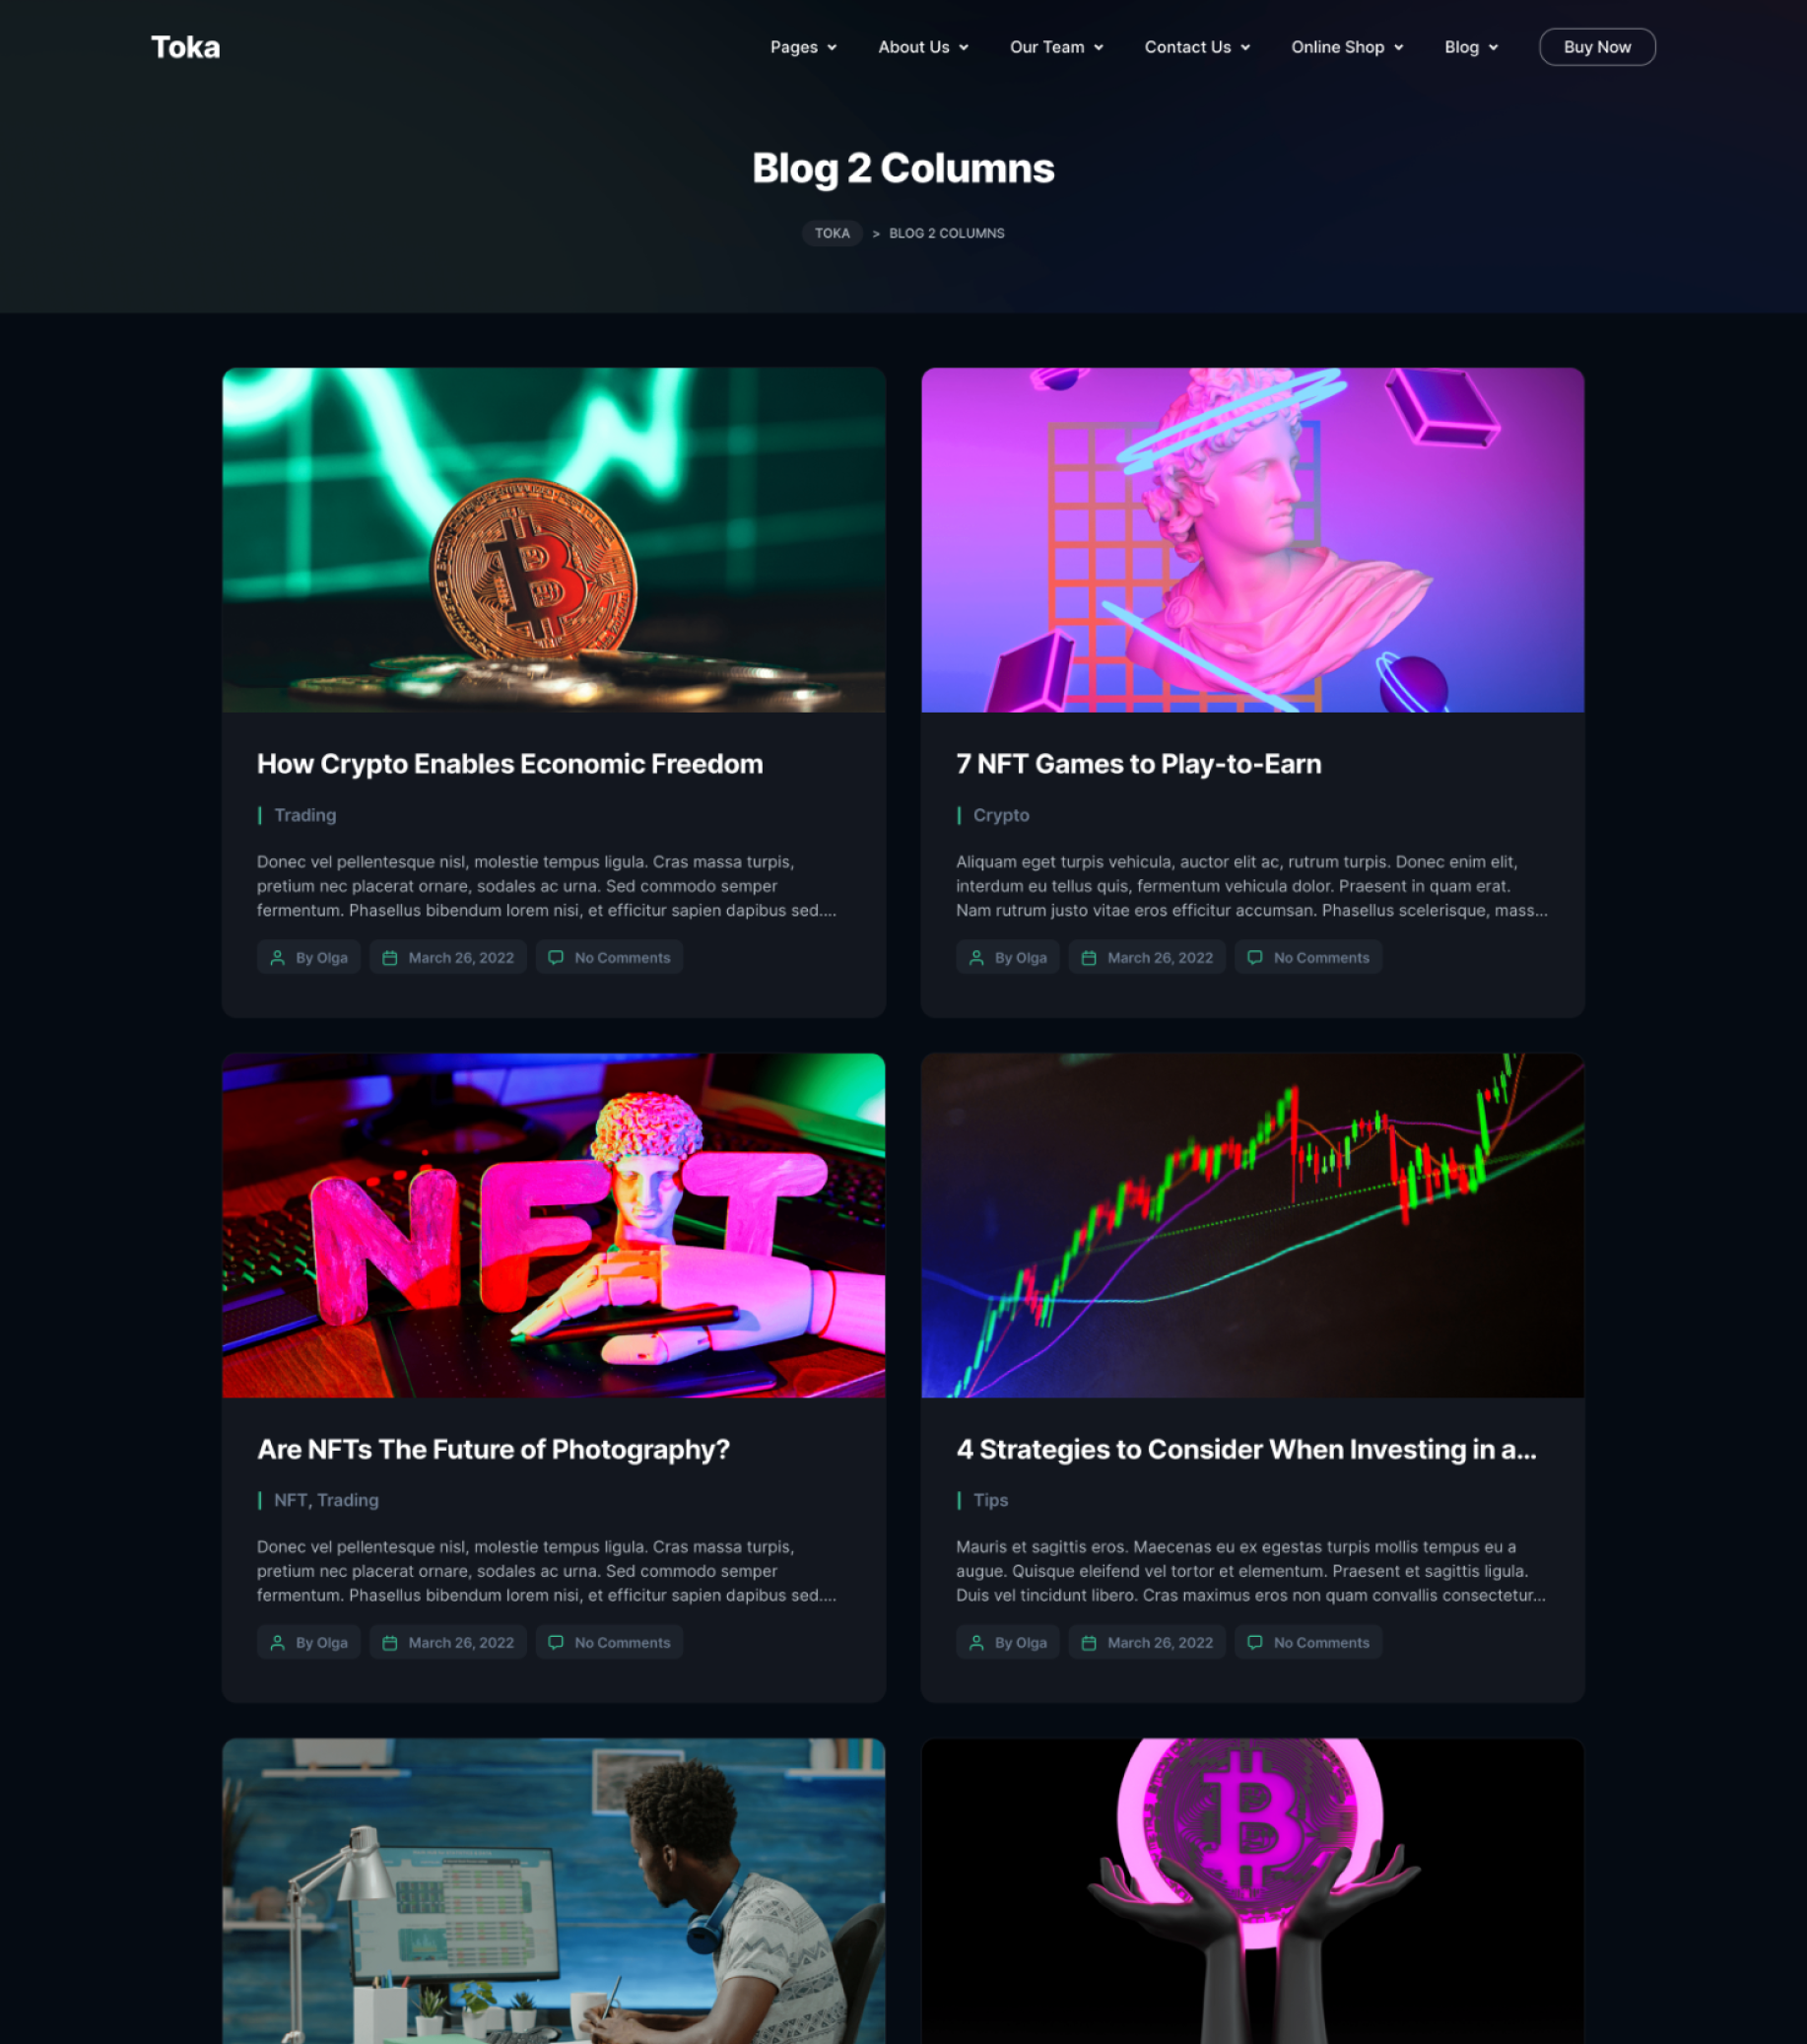 Toka
Pages
About Us
Our Team
Contact Us
Online Shop
Blog
Buy Now
Blog 2 Columns
TOKA > BLOG 2 COLUMNS
How Crypto Enables Economic Freedom
Trading
Donec vel pellentesque nisl, molestie tempus ligula. Cras massa turpis,
pretium nec placerat ornare, sodales ac urna. Sed commodo semper
fermentum. Phasellus bibendum lorem nisi, et efficitur sapien dapibus sed....
By Olga
March 26, 2022
No Comments
7 NFT Games to Play-to-Earn
Crypto
Aliquam eget turpis vehicula, auctor elit ac, rutrum turpis. Donec enim elit,
interdum eu tellus quis, fermentum vehicula dolor. Praesent in quam erat.
Nam rutrum justo vitae eros efficitur accumsan. Phasellus scelerisque, mass...
By Olga
March 26, 2022
No Comments
NFT
Are NFTs The Future of Photography?
NFT, Trading
Donec vel pellentesque nisl, molestie tempus ligula. Cras massa turpis,
pretium nec placerat ornare, sodales ac urna. Sed commodo semper
fermentum. Phasellus bibendum lorem nisi, et efficitur sapien dapibus sed....
By Olga
March 26, 2022
No Comments
4 Strategies to Consider When Investing in a...
Tips
Mauris et sagittis eros. Maecenas eu ex egestas turpis mollis tempus eu a
augue. Quisque eleifend vel tortor et elementum. Praesent et sagittis ligula.
Duis vel tincidunt libero. Cras maximus eros non quam convallis consectetur...
By Olga
March 26, 2022
No Comments